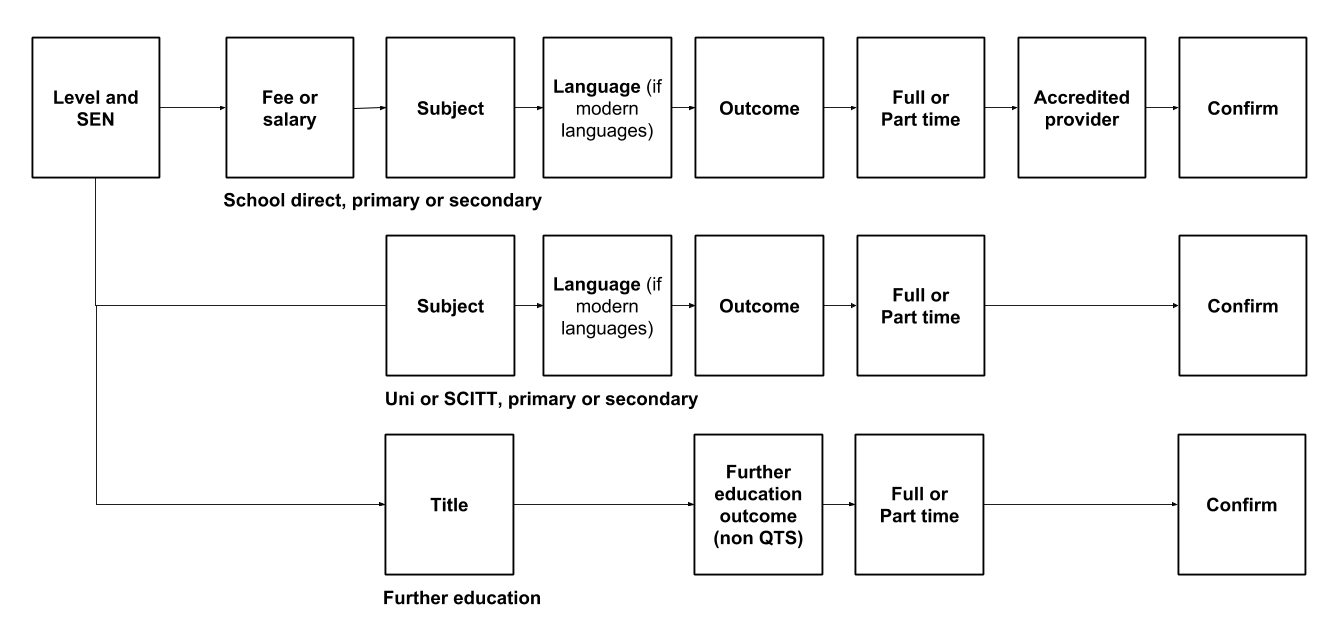 Level and
SEN
Fee or
salary
Subject
Language (if
modern
languages)
Outcome
Full or
Part time
Accredited
provider
Confirm
School direct, primary or secondary
Subject
Language (if
modern
languages)
Outcome
Full or
Part time
Confirm
Uni or SCITT, primary or secondary
Title
Further
education
outcome
(non QTS)
Full or
Part time
Confirm
Further education